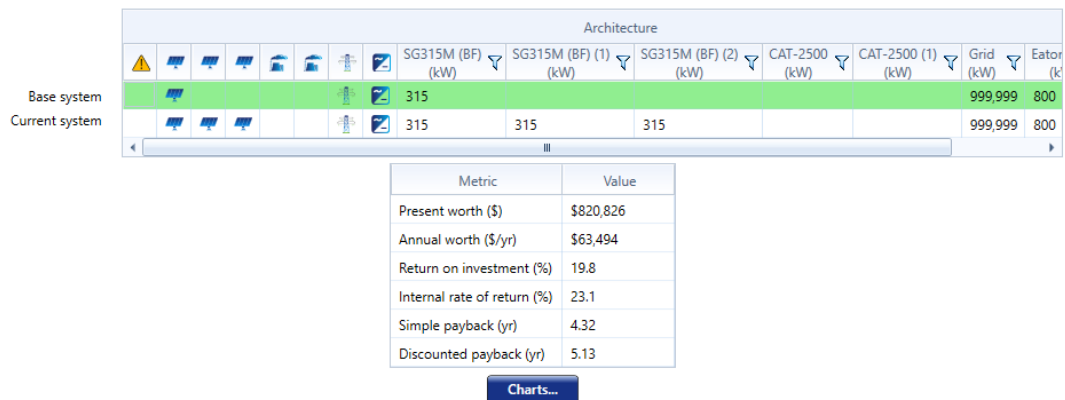 Architecture
SG315M (BF) (kW) SG315M (BF) (1) (kW) SG315M (BF) (2) (kW) CAT-2500 (kW) CAT-2500 (1) (kW) Grid (kW) Eaton
Base system 315 999,999 800
Current system 315 315 315 999,999 800
Metric Value
Present worth ($) $820,826
Annual worth ($/yr) $63,494
Return on investment (%) 19.8
Internal rate of return (%) 23.1
Simple payback (yr) 4.32
Discounted payback (yr) 5.13
Charts...